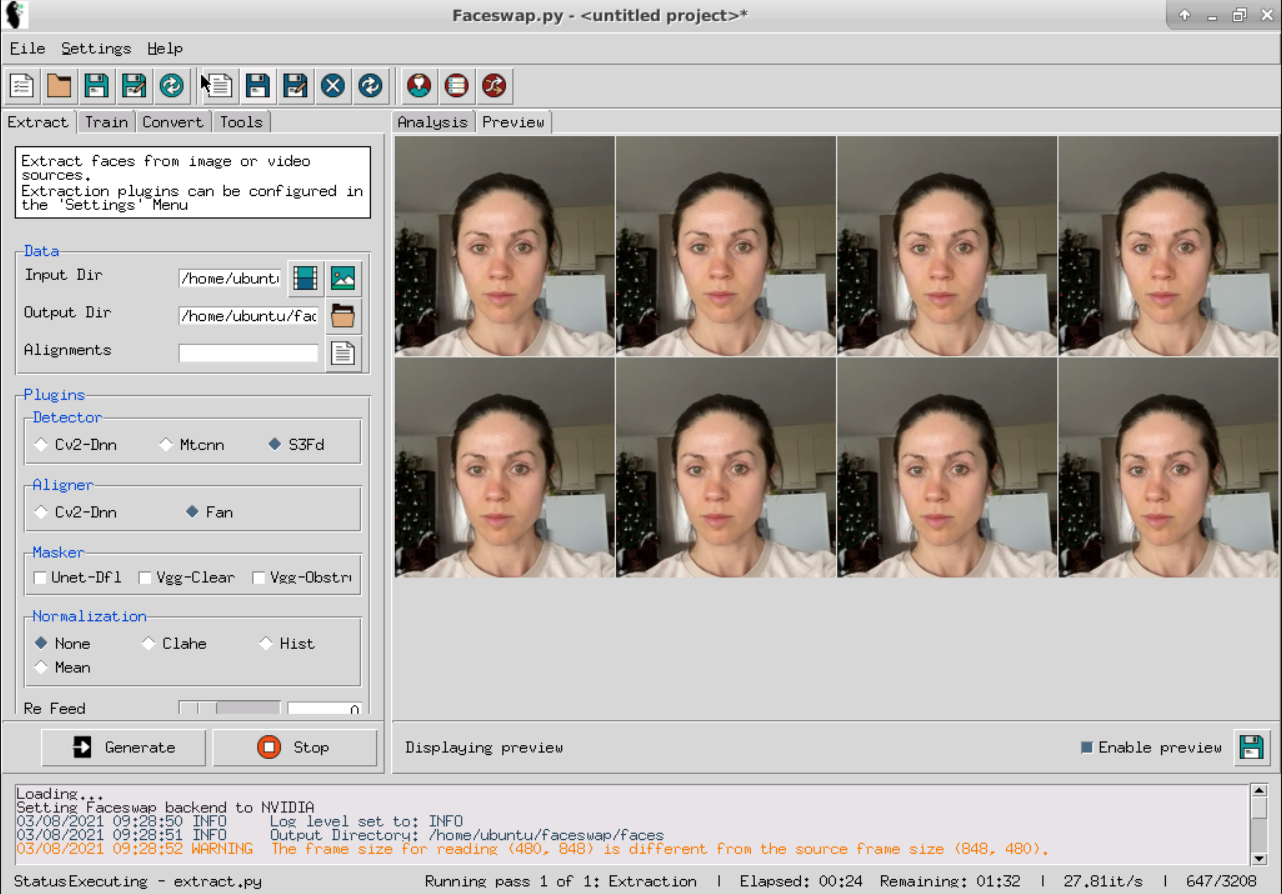 Faceswap.py - <untitled project>*
File Settings Help
Extract Train Convert Tools
Analysis Preview
Extract faces from image or video
sources.
Extraction plugins can be configured in
the 'Settings' Menu
Data
Input Dir /home/ubuntu
Output Dir /home/ubuntu/fac
Alignments
Plugins
Detector
Cv2-Dnn Mtcnn S3Fd
Aligner
Cv2-Dnn Fan
Masker
Unet-Dfl Vgg-Clear Vgg-Obstr
Normalization
None Clahe Hist
Mean
Re Feed 0
Generate Stop
Displaying preview Enable preview
Loading...
Setting Faceswap backend to NVIDIA
03/08/2021 09:28:50 INFO Log level set to: INFO
03/08/2021 09:28:51 INFO Output Directory: /home/ubuntu/faceswap/faces
03/08/2021 09:28:52 WARNING The frame size for reading (480, 848) is different from the source frame size (848, 480).
Status Executing - extract.py Running pass 1 of 1: Extraction | Elapsed: 00:24 Remaining: 01:32 | 27.81it/s | 647/3208